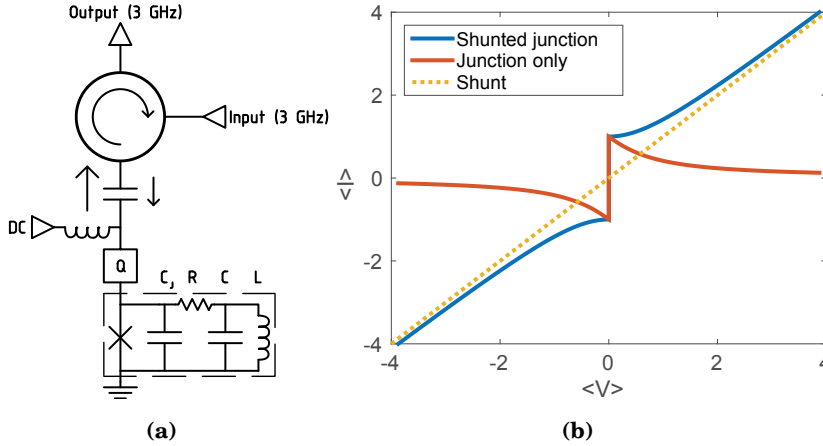 Output (3 GHz)
Input (3 GHz)
DC
Q
C_J R C L
(a)
4
2
0
-2
-4
<I>
Shunted junction
Junction only
Shunt
-4 -2 0 2 4
<V>
(b)